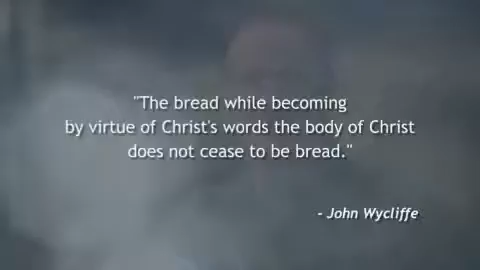 "The bread while becoming
by virtue of Christ's words the body of Christ
does not cease to be bread."
- John Wycliffe